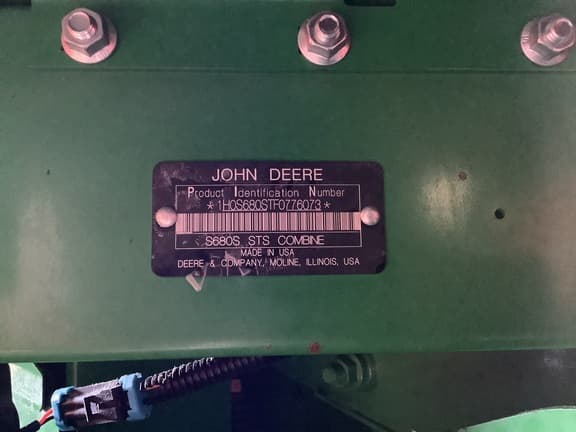 JOHN DEERE
Product Identification Number
*1H0S680STF0776073*
S680S STS COMBINE
MADE IN USA
DEERE & COMPANY, MOLINE, ILLINOIS, USA